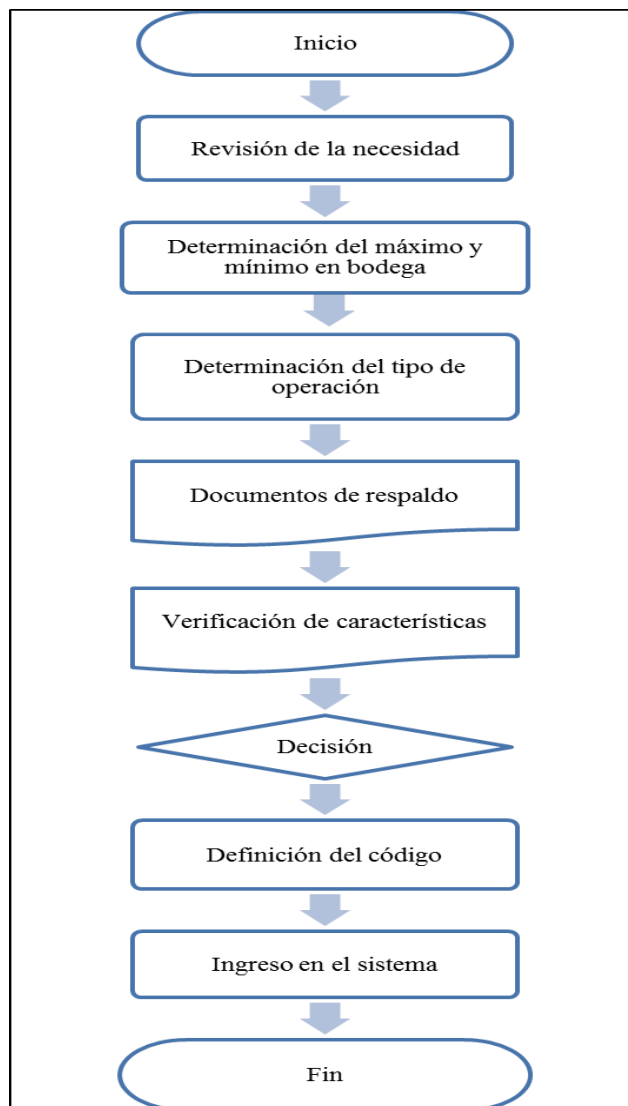 Inicio
Revisión de la necesidad
Determinación del máximo y
mínimo en bodega
Determinación del tipo de
operación
Documentos de respaldo
Verificación de características
Decisión
Definición del código
Ingreso en el sistema
Fin